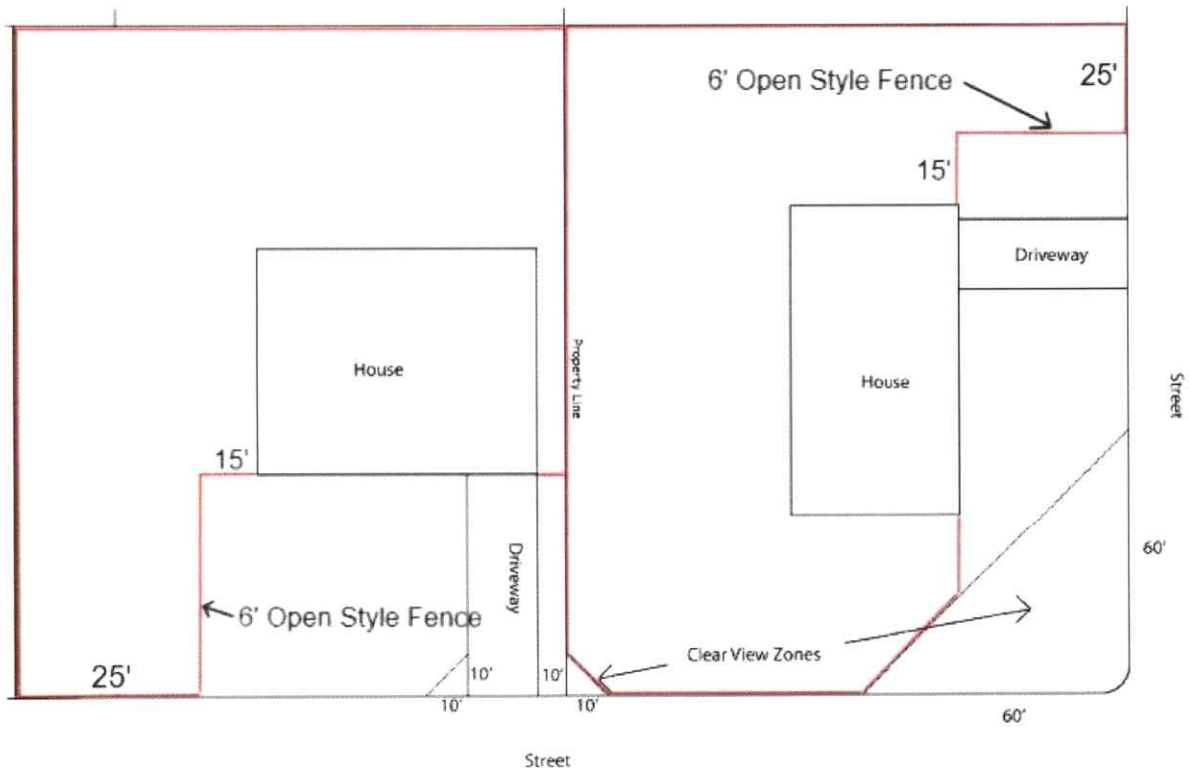 6' Open Style Fence
25'
15'
Driveway
House
Property Line
House
Street
15'
Driveway
60'
6' Open Style Fence
Clear View Zones
25'
10'
10'
10'
10'
60'
Street